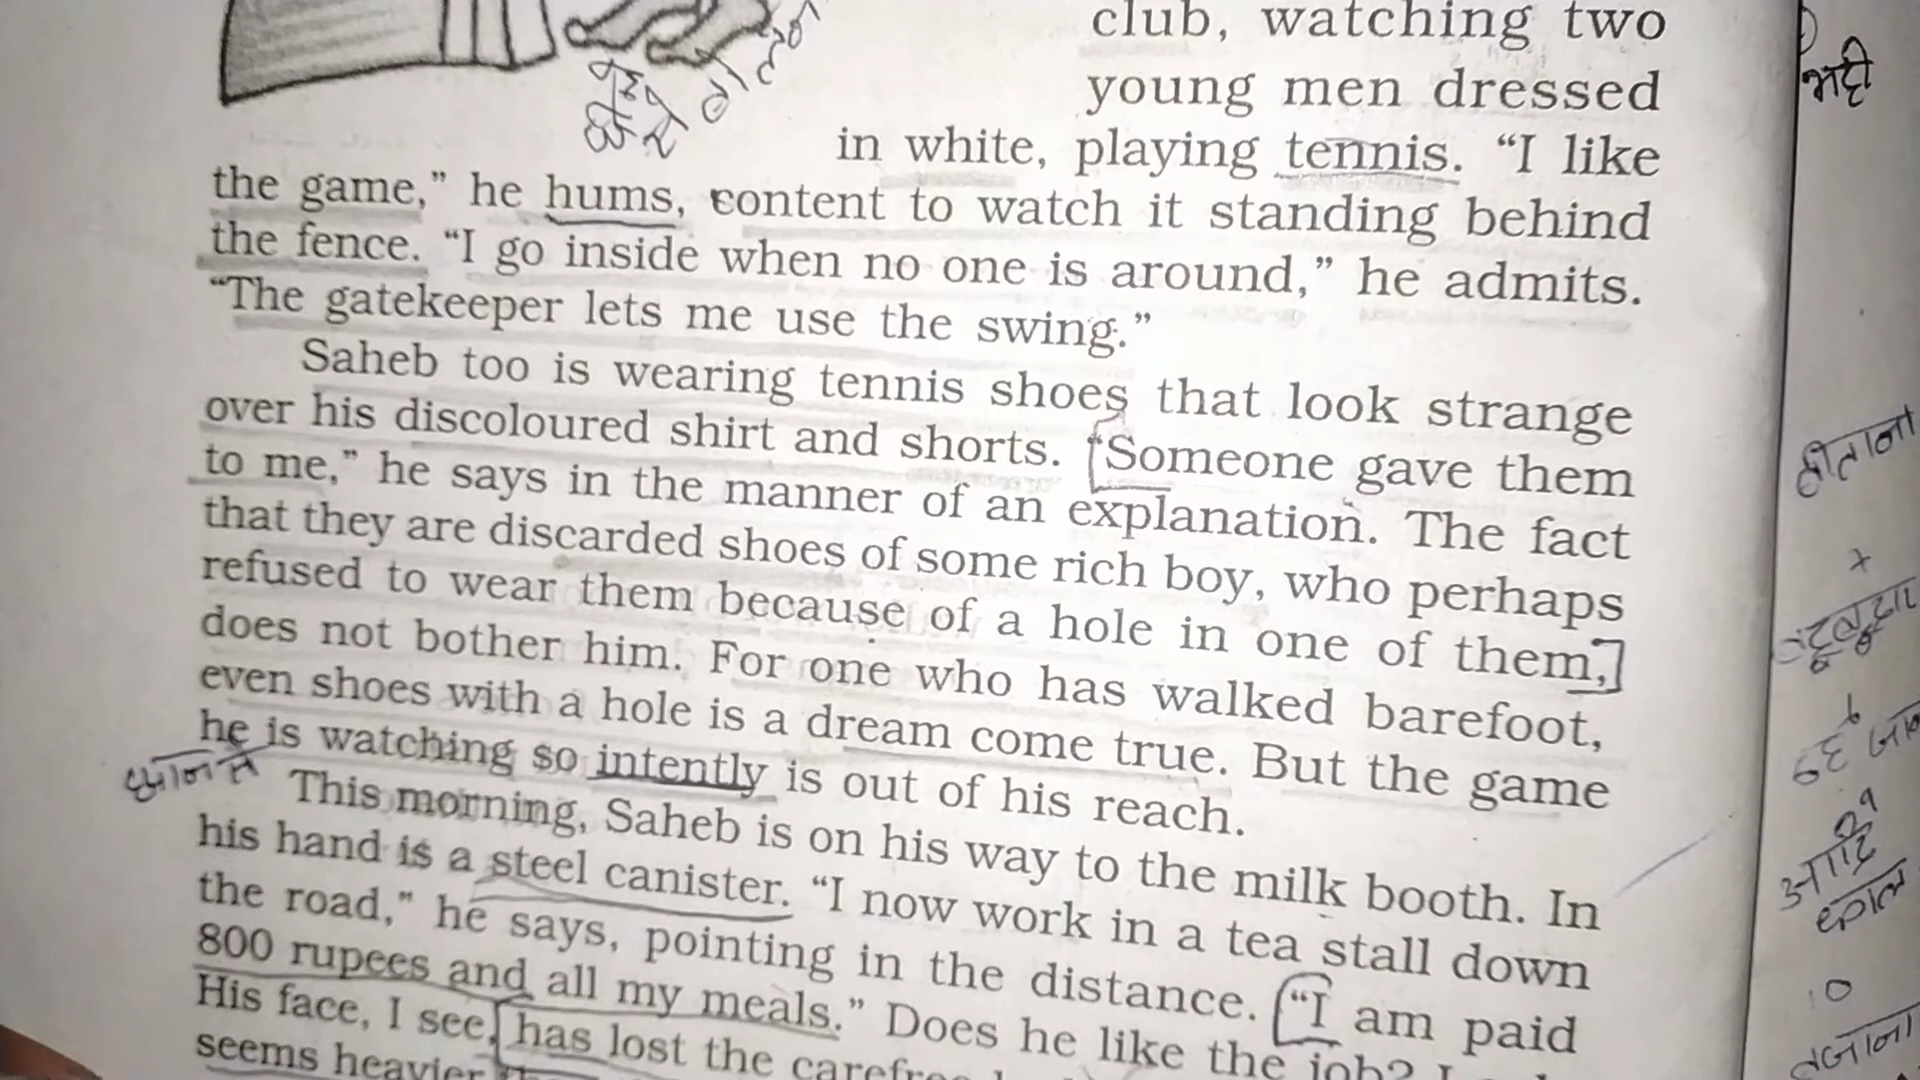 club, watching two
young men dressed
in white, playing tennis. “I like
the game,” he hums, content to watch it standing behind
the fence. “I go inside when no one is around,” he admits.
“The gatekeeper lets me use the swing.”
Saheb too is wearing tennis shoes that look strange
over his discoloured shirt and shorts. “Someone gave them
to me,” he says in the manner of an explanation. The fact
that they are discarded shoes of some rich boy, who perhaps
refused to wear them because of a hole in one of them,
does not bother him. For one who has walked barefoot,
even shoes with a hole is a dream come true. But the game
he is watching so intently is out of his reach.
ध्यान से
This morning, Saheb is on his way to the milk booth. In
his hand is a steel canister. “I now work in a tea stall down
the road,” he says, pointing in the distance. “I am paid
800 rupees and all my meals.” Does he like the job? I
His face, I see, has lost the
seems heavier